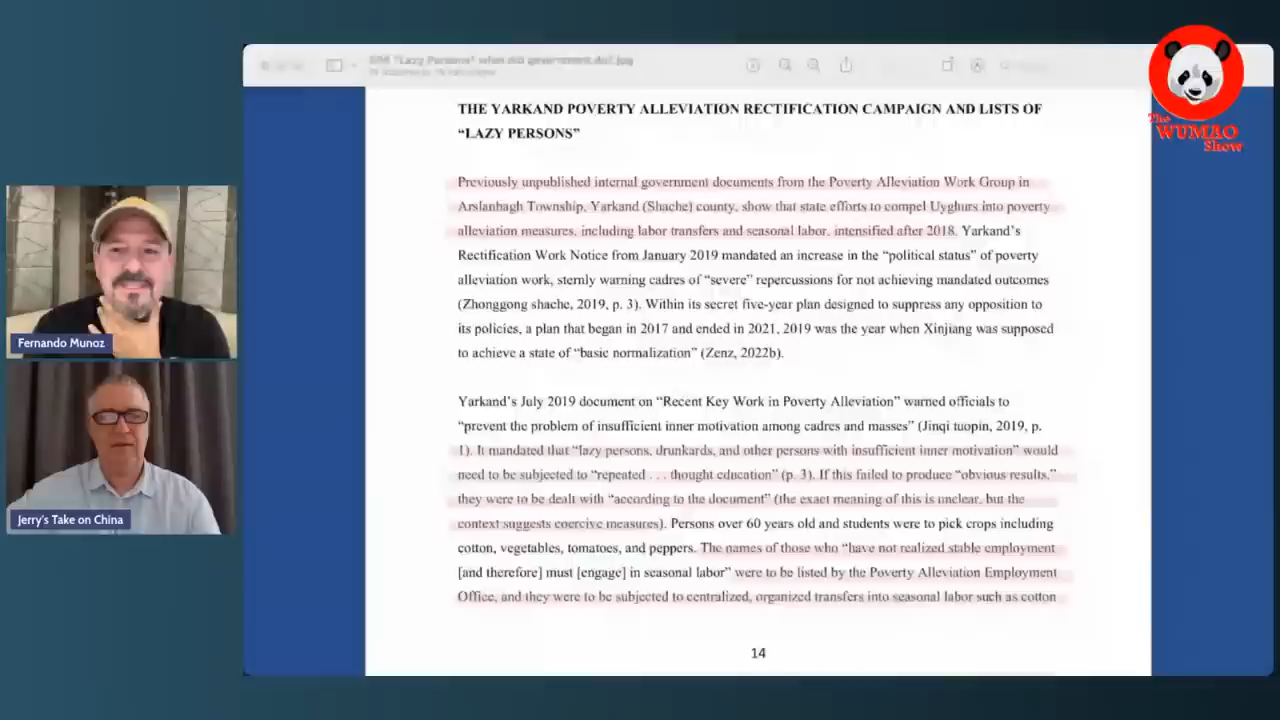 "Lazy Persons"
The
WUMAO
Show
THE YARKAND POVERTY ALLEVIATION RECTIFICATION CAMPAIGN AND LISTS OF
“LAZY PERSONS”
Previously unpublished internal government documents from the Poverty Alleviation Work Group in
Arslanbagh Township, Yarkand (Shache) county, show that state efforts to compel Uyghurs into poverty
alleviation measures, including labor transfers and seasonal labor, intensified after 2018. Yarkand’s
Rectification Work Notice from January 2019 mandated an increase in the “political status” of poverty
alleviation work, sternly warning cadres of “severe” repercussions for not achieving mandated outcomes
(Zhonggong shache, 2019, p. 3). Within its secret five-year plan designed to suppress any opposition to
its policies, a plan that began in 2017 and ended in 2021, 2019 was the year when Xinjiang was supposed
to achieve a state of “basic normalization” (Zenz, 2022b).
Yarkand’s July 2019 document on “Recent Key Work in Poverty Alleviation” warned officials to
“prevent the problem of insufficient inner motivation among cadres and masses” (Jinqi tuopin, 2019, p.
1). It mandated that “lazy persons, drunkards, and other persons with insufficient inner motivation” would
need to be subjected to “repeated . . . thought education” (p. 3). If this failed to produce “obvious results,”
they were to be dealt with “according to the document” (the exact meaning of this is unclear, but the
context suggests coercive measures). Persons over 60 years old and students were to pick crops including
cotton, vegetables, tomatoes, and peppers. The names of those who “have not realized stable employment
[and therefore] must [engage] in seasonal labor” were to be listed by the Poverty Alleviation Employment
Office, and they were to be subjected to centralized, organized transfers into seasonal labor such as cotton
14
Fernando Munoz
Jerry's Take on China